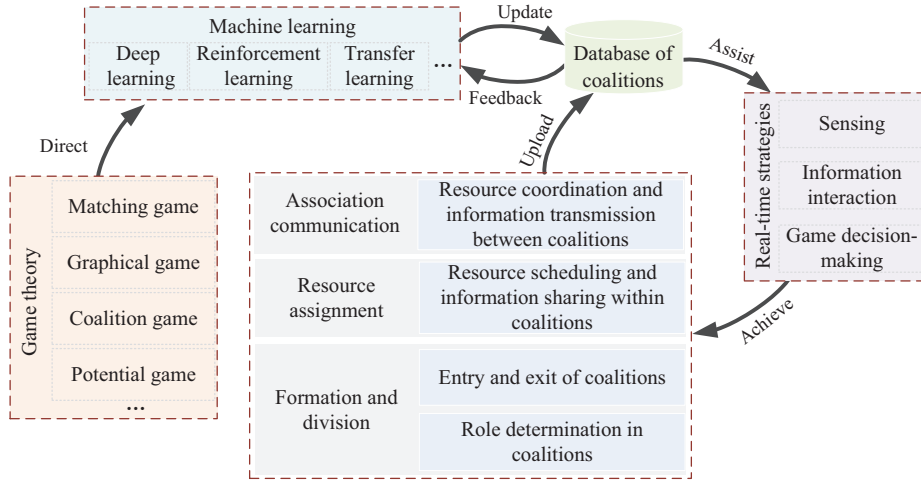 Machine learning
Deep
learning
Reinforcement
learning
Transfer
learning
...
Update
Feedback
Database of
coalitions
Assist
Direct
Upload
Real-time strategies
Sensing
Information
interaction
Game decision-
making
Achieve
Game theory
Matching game
Graphical game
Coalition game
Potential game
...
Association
communication
Resource coordination and
information transmission
between coalitions
Resource
assignment
Resource scheduling and
information sharing within
coalitions
Formation and
division
Entry and exit of coalitions
Role determination in
coalitions